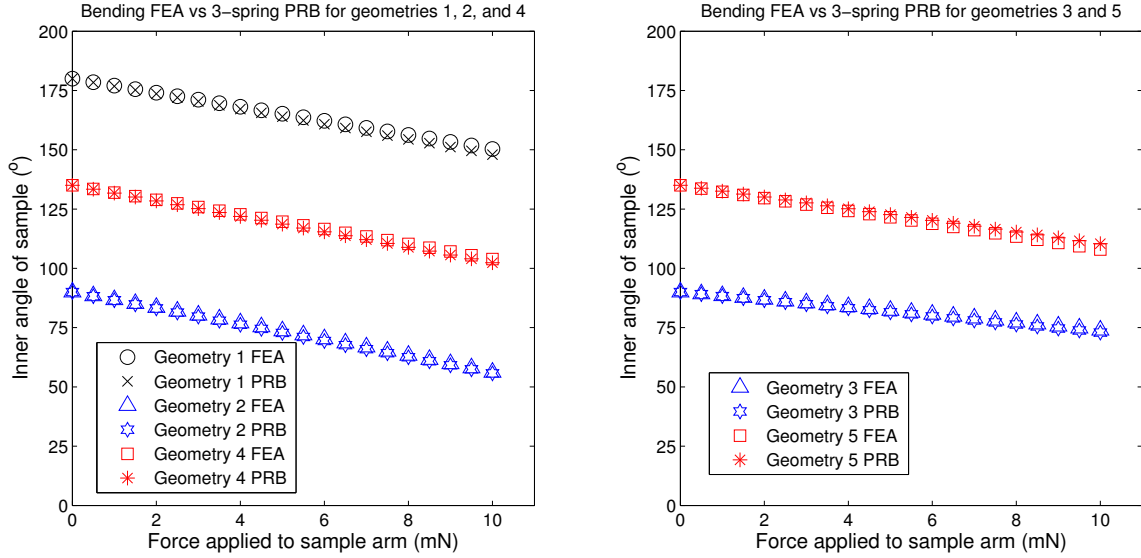 Bending FEA vs 3−spring PRB for geometries 1, 2, and 4
200
175
150
125
100
75
50
25
0
Inner angle of sample (o)
Geometry 1 FEA
Geometry 1 PRB
Geometry 2 FEA
Geometry 2 PRB
Geometry 4 FEA
Geometry 4 PRB
0 2 4 6 8 10
Force applied to sample arm (mN)
Bending FEA vs 3−spring PRB for geometries 3 and 5
200
175
150
125
100
75
50
25
0
Inner angle of sample (o)
Geometry 3 FEA
Geometry 3 PRB
Geometry 5 FEA
Geometry 5 PRB
0 2 4 6 8 10
Force applied to sample arm (mN)